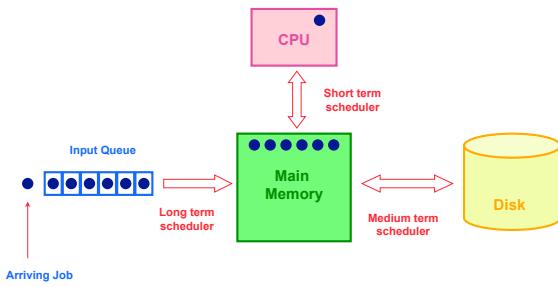 CPU
Short term
scheduler
Input Queue
Main
Memory
Long term
scheduler
Medium term
scheduler
Disk
Arriving Job